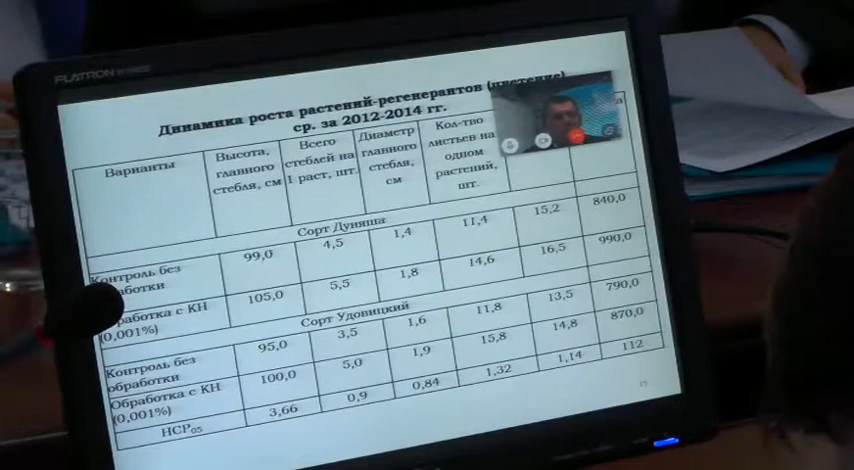 FLATRON
Динамика роста растений-регенерантов (цветение)
ср. за 2012-2014 гг.
Варианты
Высота,
главного
стебля, см
Всего
стеблей на
1 раст, шт.
Диаметр
главного
стебля,
см
Кол-тво
листьев на
одном
растений,
шт.
Сорт Дуняша
Контроль без
99,0 4,5 1,4 11,4 15,2 840,0
КН
(0,001%)
105,0 5,5 1,8 14,6 16,5 990,0
Сорт Удовицкий
Контроль без
обработки
95,0 3,5 1,6 11,8 13,5 790,0
Обработка с КН
(0,001%)
100,0 5,0 1,9 15,8 14,8 870,0
НСР₀₅ 3,66 0,9 0,84 1,32 1,14 112